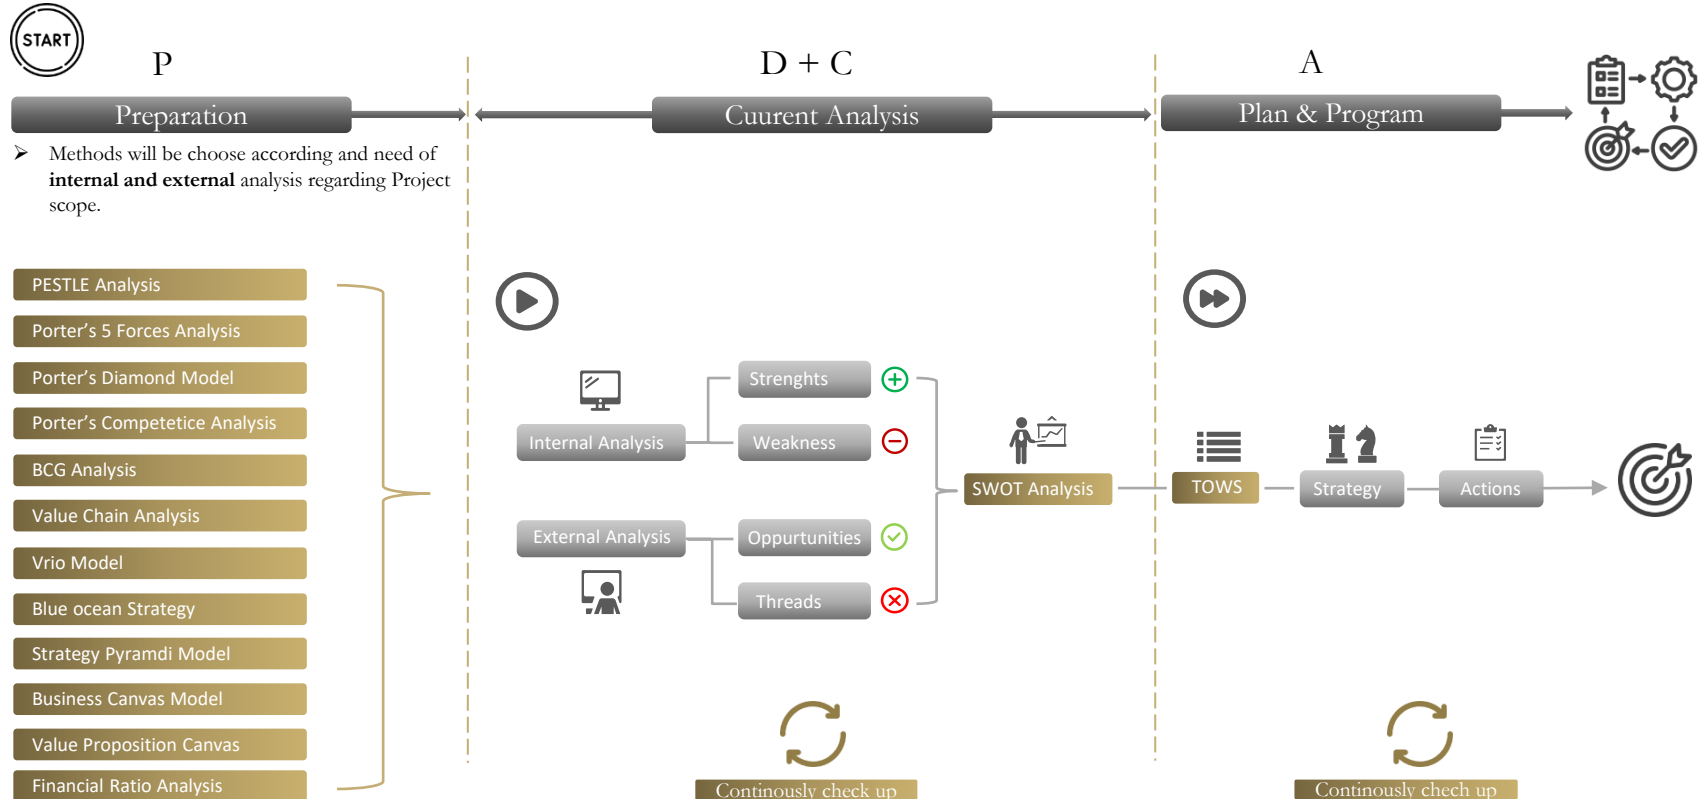 START
P
D + C
A
Preparation
Cuurent Analysis
Plan & Program
➢ Methods will be choose according and need of
internal and external analysis regarding Project
scope.
PESTLE Analysis
Porter’s 5 Forces Analysis
Porter’s Diamond Model
Porter’s Competetice Analysis
BCG Analysis
Value Chain Analysis
Vrio Model
Blue ocean Strategy
Strategy Pyramdi Model
Business Canvas Model
Value Proposition Canvas
Financial Ratio Analysis
Internal Analysis
Strenghts
Weakness
External Analysis
Oppurtunities
Threads
SWOT Analysis
Continously check up
TOWS
Strategy
Actions
Continously chech up